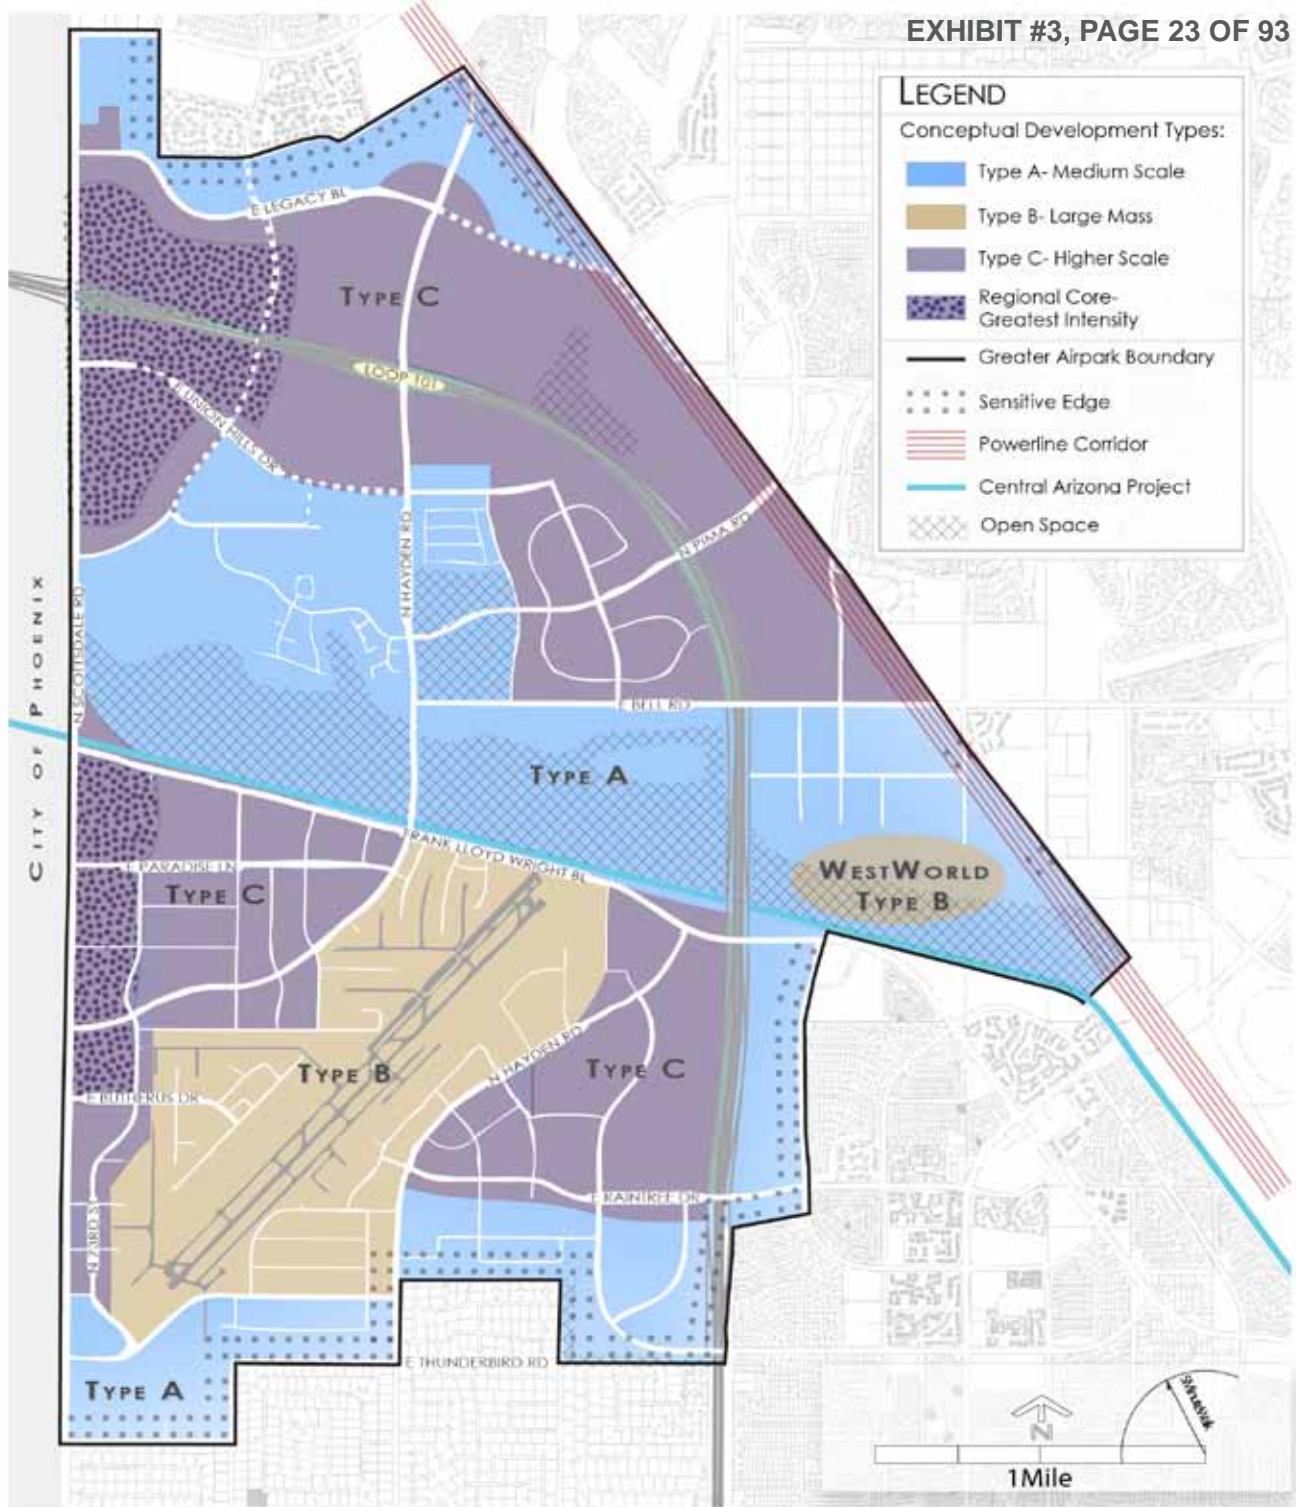 EXHIBIT #3, PAGE 23 OF 93
LEGEND
Conceptual Development Types:
Type A- Medium Scale
Type B- Large Mass
Type C- Higher Scale
Regional Core-
Greatest Intensity
Greater Airpark Boundary
Sensitive Edge
Powerline Corridor
Central Arizona Project
Open Space
E LEGACY BL
TYPE C
LOOP 101
E UNION HILLS DR
N HAYDEN RD
N PIMA RD
CITY OF PHOENIX
N SCOTTSDALE RD
E BELL RD
TYPE A
FRANK LLOYD WRIGHT BL
E PARADISE LN
TYPE C
WESTWORLD
TYPE B
TYPE B
N HAYDEN RD
TYPE C
E BUTHERUS DR
E RAINTREE DR
E THUNDERBIRD RD
TYPE A
N
1Mile